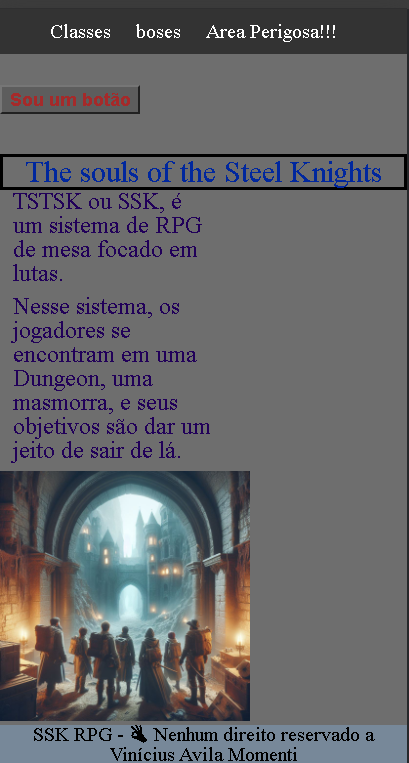 Classes boses Area Perigosa!!!
Sou um botão
The souls of the Steel Knights
TSTSK ou SSK, é
um sistema de RPG
de mesa focado em
lutas.
Nesse sistema, os
jogadores se
encontram em uma
Dungeon, uma
masmorra, e seus
objetivos são dar um
jeito de sair de lá.
SSK RPG - Nenhum direito reservado a
Vinícius Avila Momenti